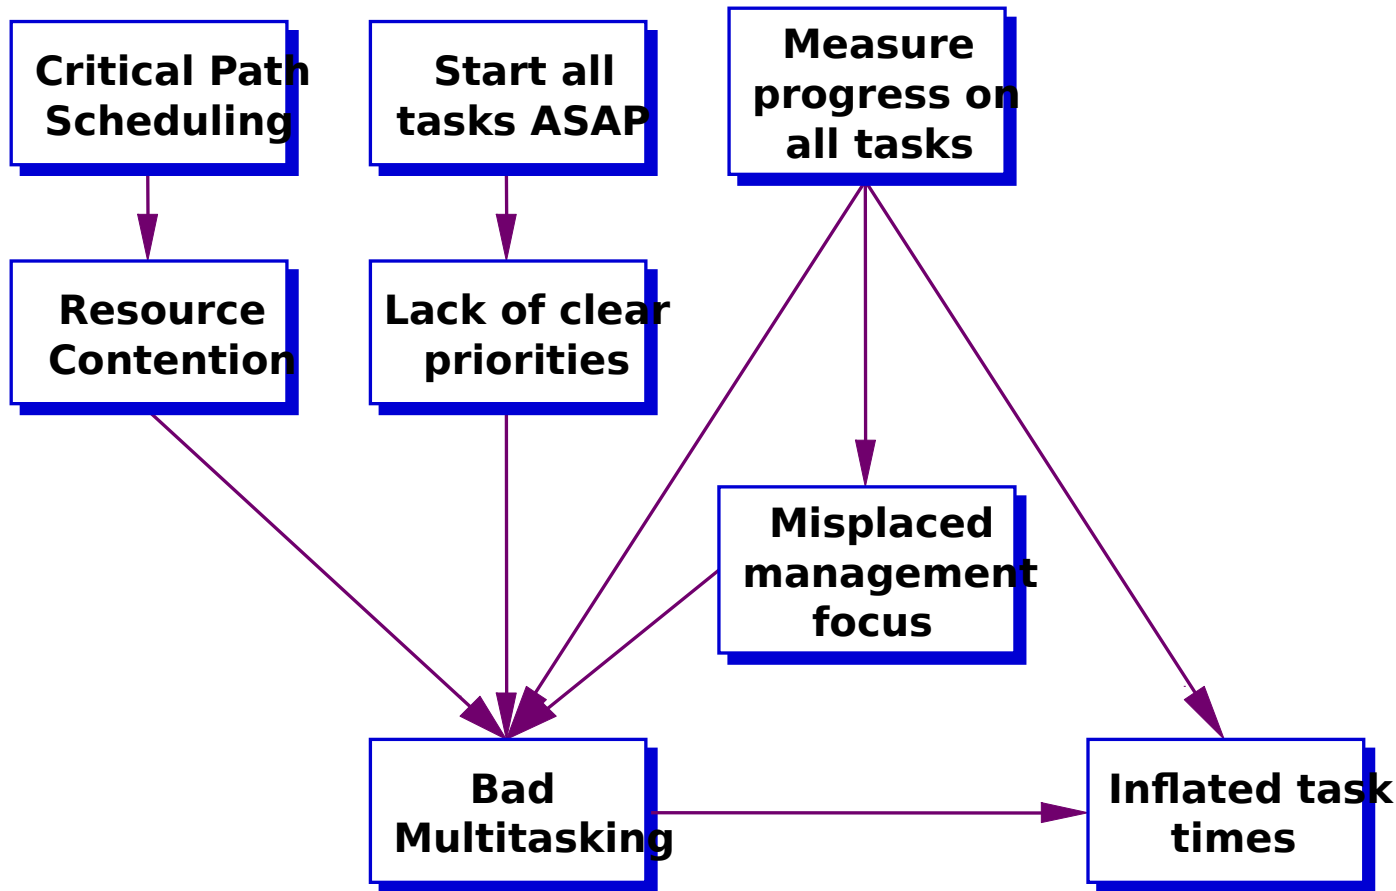 Critical Path
Scheduling
Start all
tasks ASAP
Measure
progress on
all tasks
Resource
Contention
Lack of clear
priorities
Misplaced
management
focus
Bad
Multitasking
Inflated task
times